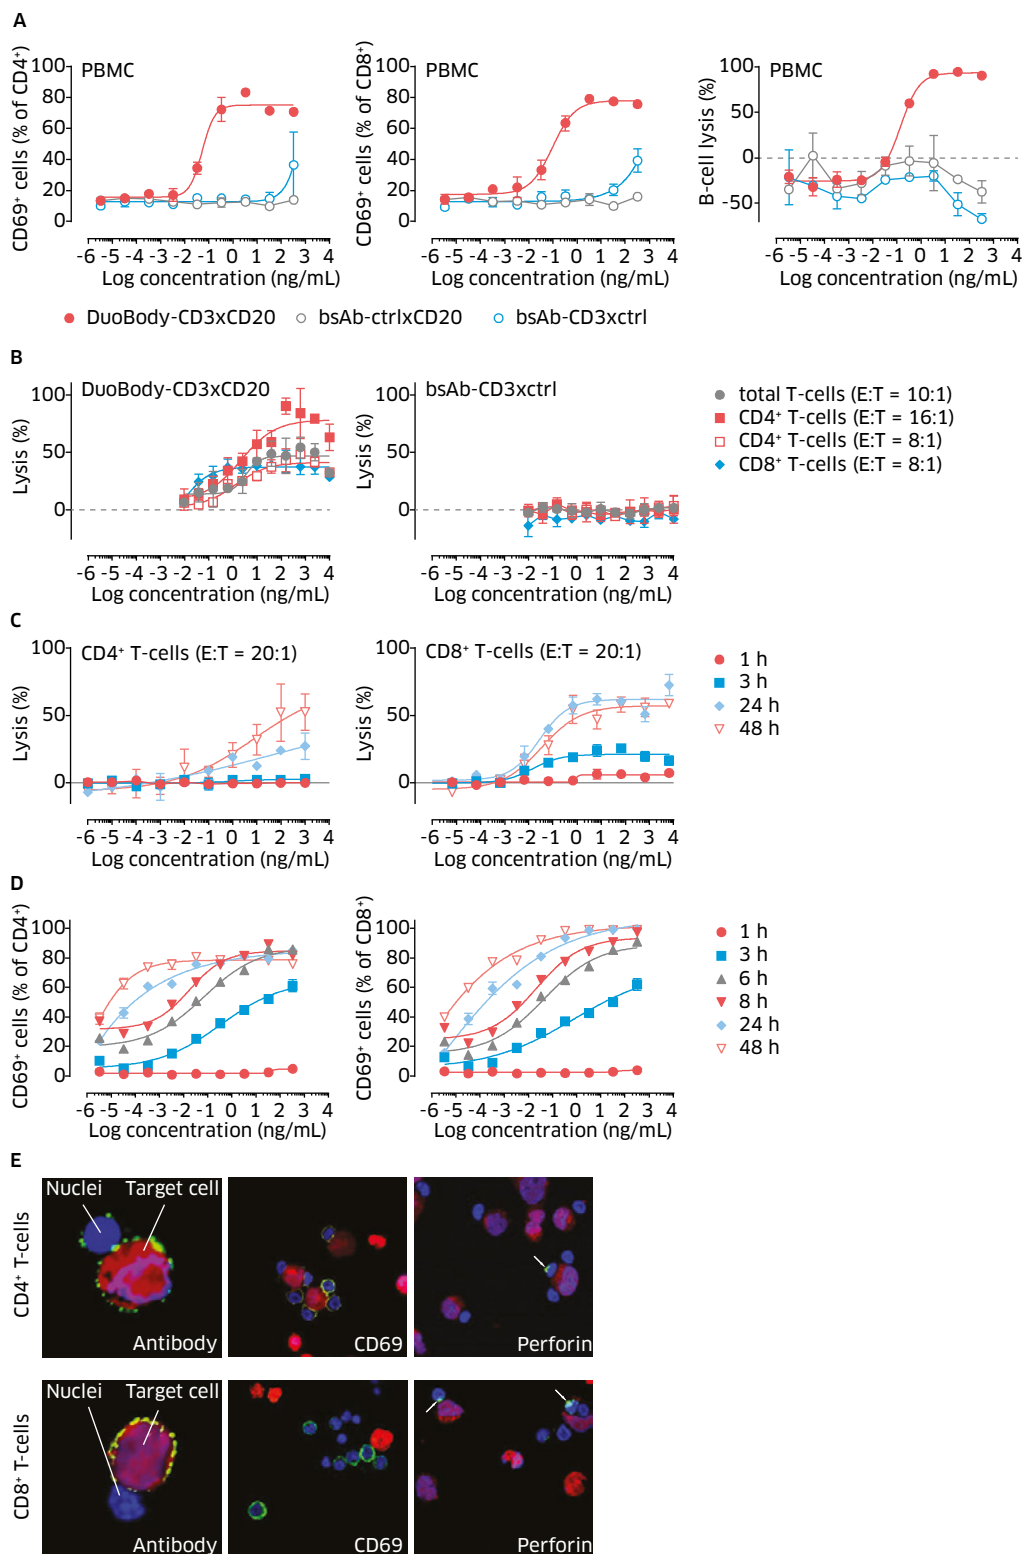 A
CD69⁺ cells (% of CD4⁺)
100
80
60
40
20
0
PBMC
-6 -5 -4 -3 -2 -1 0 1 2 3 4
Log concentration (ng/mL)
CD69⁺ cells (% of CD8⁺)
100
80
60
40
20
0
PBMC
-6 -5 -4 -3 -2 -1 0 1 2 3 4
Log concentration (ng/mL)
B-cell lysis (%)
100
50
0
-50
PBMC
-6 -5 -4 -3 -2 -1 0 1 2 3 4
Log concentration (ng/mL)
DuoBody-CD3xCD20 bsAb-ctrlxCD20 bsAb-CD3xctrl
B
Lysis (%)
100
50
0
DuoBody-CD3xCD20
-6 -5 -4 -3 -2 -1 0 1 2 3 4
Log concentration (ng/mL)
Lysis (%)
100
50
0
bsAb-CD3xctrl
-6 -5 -4 -3 -2 -1 0 1 2 3 4
Log concentration (ng/mL)
total T-cells (E:T = 10:1)
CD4⁺ T-cells (E:T = 16:1)
CD4⁺ T-cells (E:T = 8:1)
CD8⁺ T-cells (E:T = 8:1)
C
Lysis (%)
100
50
0
CD4⁺ T-cells (E:T = 20:1)
-6 -5 -4 -3 -2 -1 0 1 2 3 4
Log concentration (ng/mL)
Lysis (%)
100
50
0
CD8⁺ T-cells (E:T = 20:1)
-6 -5 -4 -3 -2 -1 0 1 2 3 4
Log concentration (ng/mL)
1 h
3 h
24 h
48 h
D
CD69⁺ cells (% of CD4⁺)
100
80
60
40
20
0
-6 -5 -4 -3 -2 -1 0 1 2 3 4
Log concentration (ng/mL)
CD69⁺ cells (% of CD8⁺)
100
80
60
40
20
0
-6 -5 -4 -3 -2 -1 0 1 2 3 4
Log concentration (ng/mL)
1 h
3 h
6 h
8 h
24 h
48 h
E
CD4⁺ T-cells
Nuclei Target cell
Antibody
CD69
Perforin
CD8⁺ T-cells
Nuclei Target cell
Antibody
CD69
Perforin